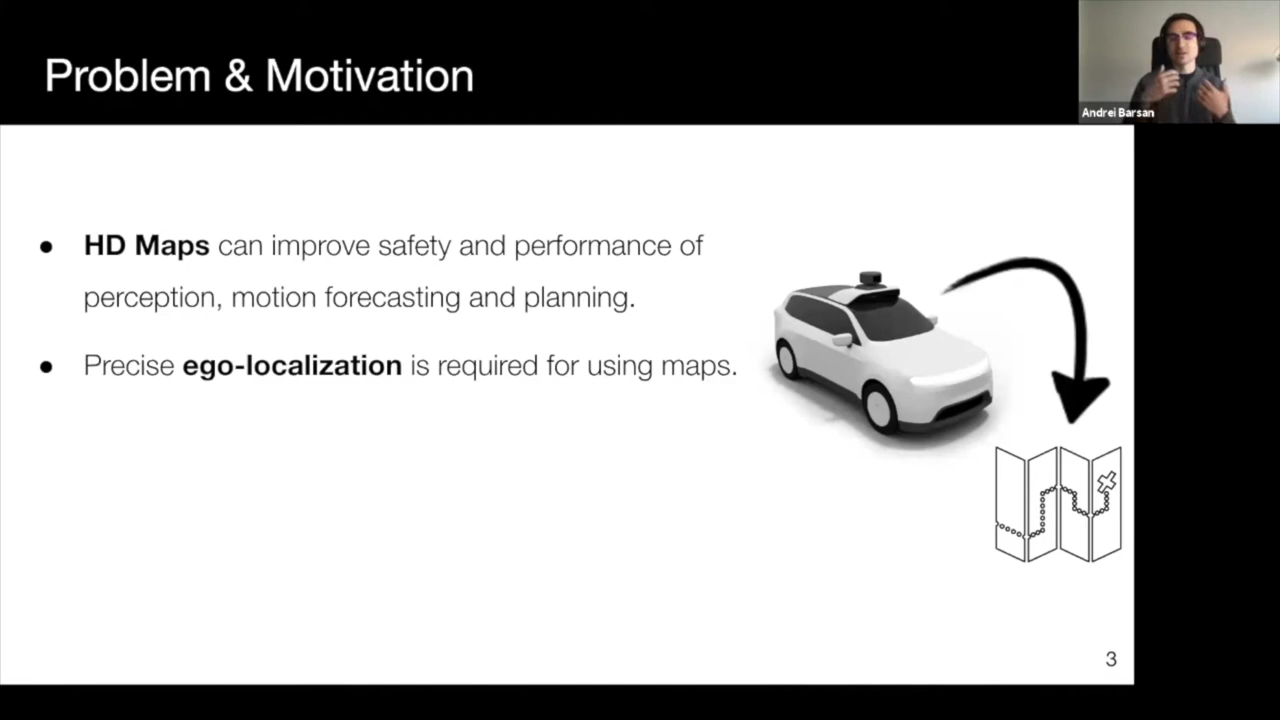 Problem & Motivation
Andrei Barsan
● HD Maps can improve safety and performance of
perception, motion forecasting and planning.
● Precise ego-localization is required for using maps.
3